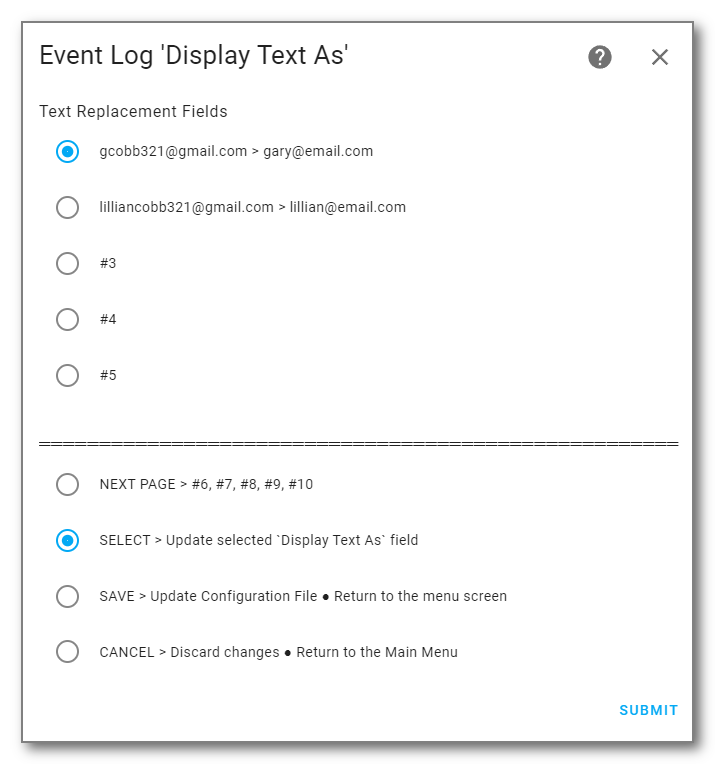 Event Log 'Display Text As'
Text Replacement Fields
gcobb321@gmail.com > gary@email.com
lilliancobb321@gmail.com > lillian@email.com
#3
#4
#5
=====================================================
NEXT PAGE > #6, #7, #8, #9, #10
SELECT > Update selected `Display Text As` field
SAVE > Update Configuration File ● Return to the menu screen
CANCEL > Discard changes ● Return to the Main Menu
SUBMIT